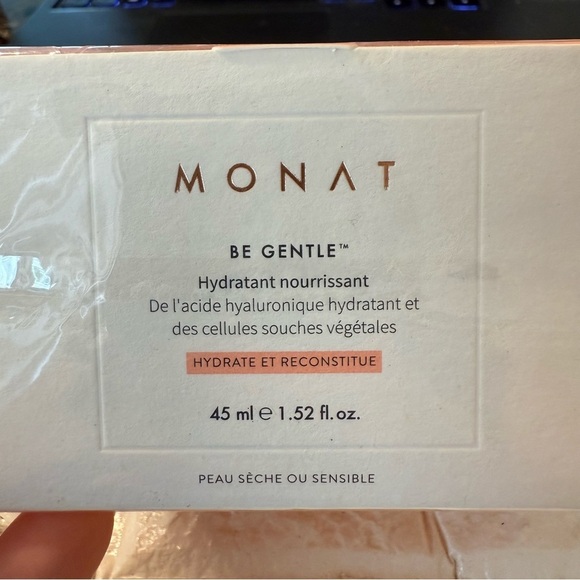 MONAT
BE GENTLE™
Hydratant nourrissant
De l'acide hyaluronique hydratant et
des cellules souches végétales
HYDRATE ET RECONSTITUE
45 ml ℮ 1.52 fl. oz.
PEAU SÈCHE OU SENSIBLE